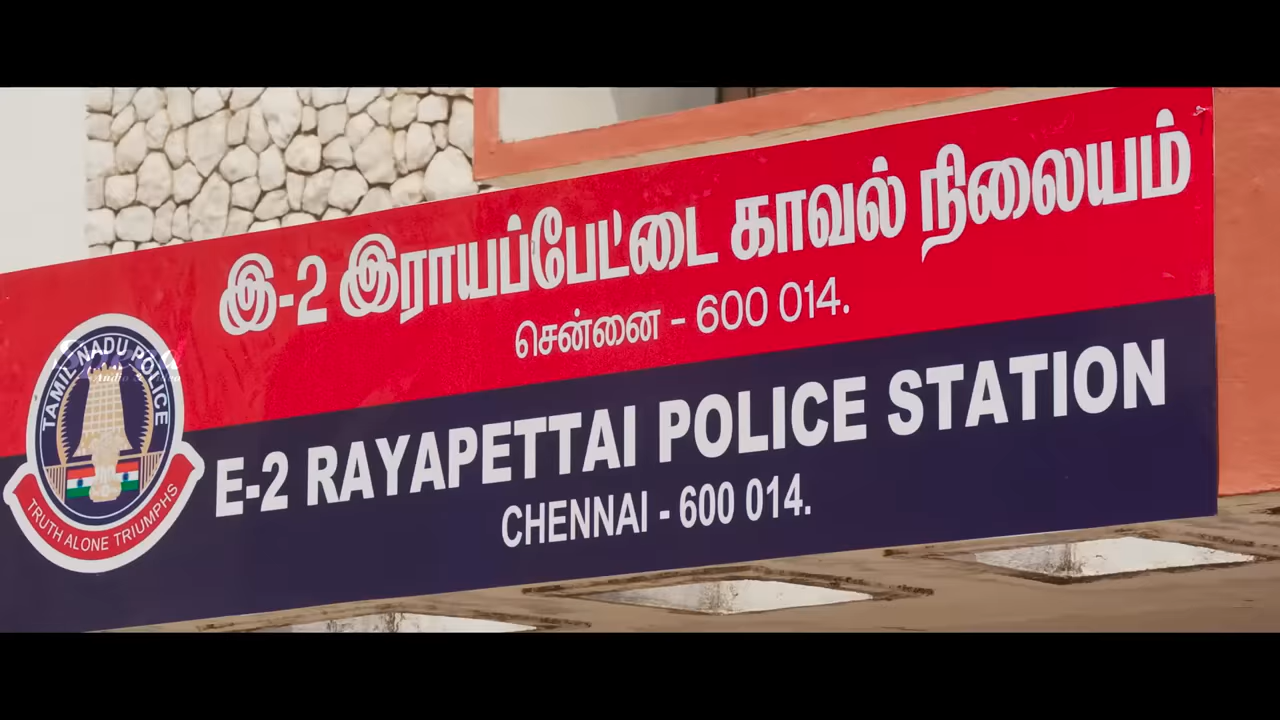 இ-2 இராயப்பேட்டை காவல் நிலையம்
சென்னை - 600 014.
TAMIL NADU POLICE
TRUTH ALONE TRIUMPHS
E-2 RAYAPETTAI POLICE STATION
CHENNAI - 600 014.